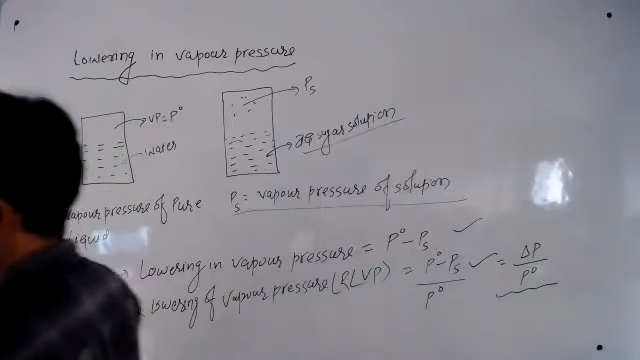 Lowering in vapour pressure
Ps
VP = P°
water
sugar solution
vapour pressure of Pure
liquid
Ps = vapour pressure of solution
Lowering in vapour pressure = P° - Ps
Lowering of vapour pressure (RLVP) = P° - Ps / P° = ΔP / P°